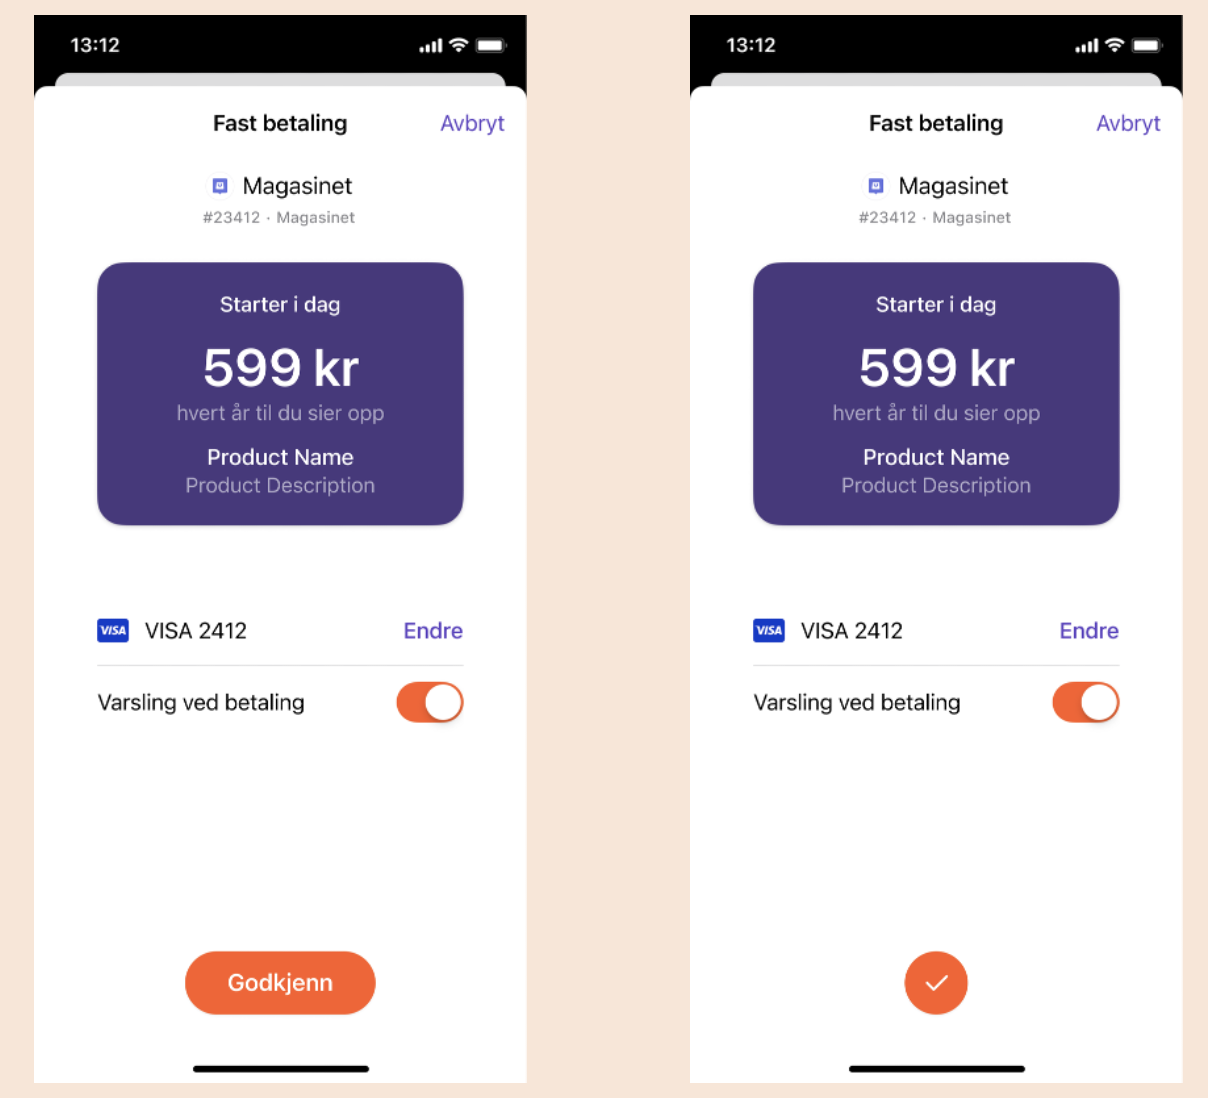 13:12
Fast betaling Avbryt
Magasinet
#23412 · Magasinet
Starter i dag
599 kr
hvert år til du sier opp
Product Name
Product Description
VISA VISA 2412 Endre
Varsling ved betaling
Godkjenn
13:12
Fast betaling Avbryt
Magasinet
#23412 · Magasinet
Starter i dag
599 kr
hvert år til du sier opp
Product Name
Product Description
VISA VISA 2412 Endre
Varsling ved betaling